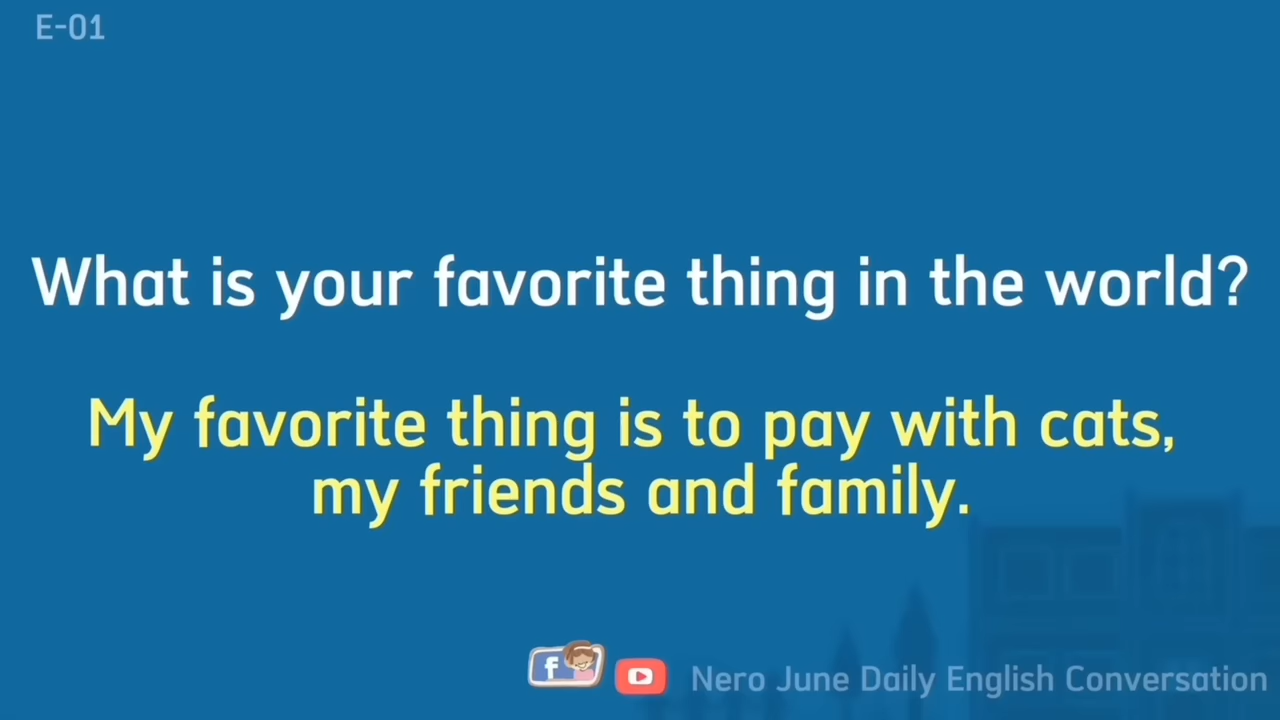 E-01
What is your favorite thing in the world?
My favorite thing is to pay with cats,
my friends and family.
f
Nero June Daily English Conversation